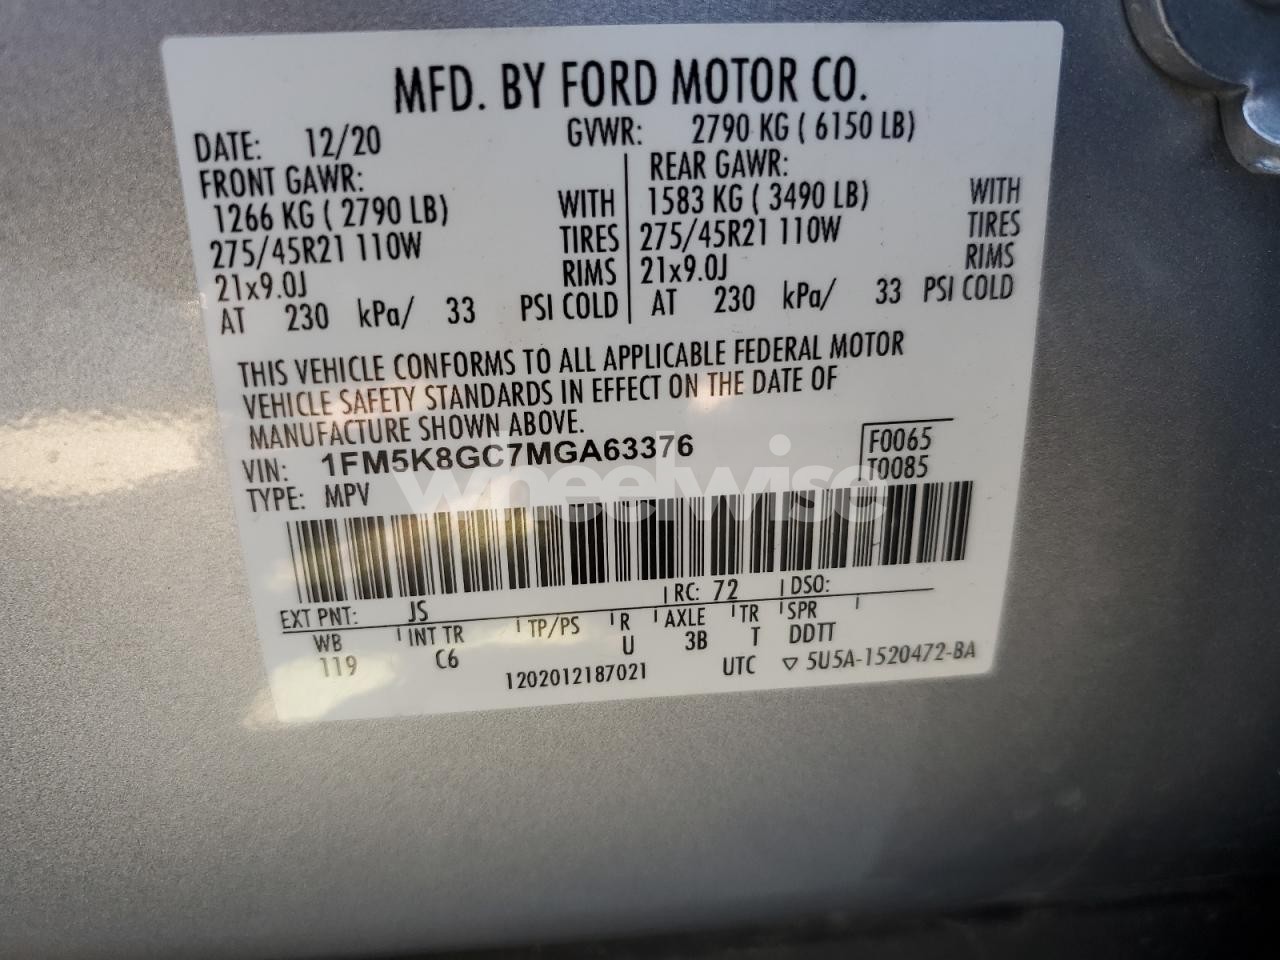 MFD. BY FORD MOTOR CO.
DATE: 12/20 GVWR: 2790 KG ( 6150 LB)
FRONT GAWR: REAR GAWR:
1266 KG ( 2790 LB) WITH 1583 KG ( 3490 LB) WITH
275/45R21 110W TIRES 275/45R21 110W TIRES
21x9.0J RIMS 21x9.0J RIMS
AT 230 kPa/ 33 PSI COLD AT 230 kPa/ 33 PSI COLD
THIS VEHICLE CONFORMS TO ALL APPLICABLE FEDERAL MOTOR
VEHICLE SAFETY STANDARDS IN EFFECT ON THE DATE OF
MANUFACTURE SHOWN ABOVE.
VIN: 1FM5K8GC7MGA63376 F0065
TYPE: MPV T0085
wheelwise
EXT PNT: JS RC: 72 DSO:
WB INT TR TP/PS R AXLE TR SPR
119 C6 U 3B T DDTT
1202012187021 UTC ▽ 5U5A-1520472-BA